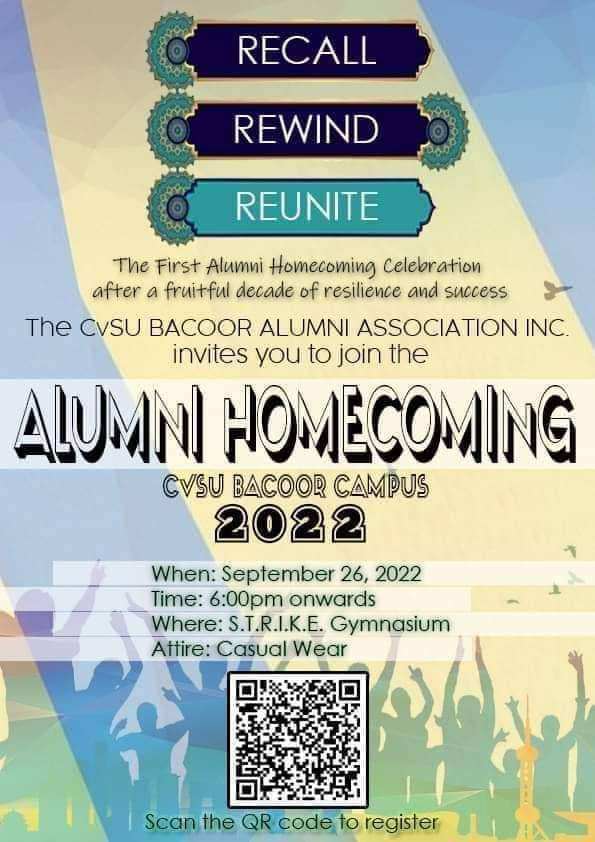 RECALL
REWIND
REUNITE
The First Alumni Homecoming Celebration
after a fruitful decade of resilience and success
The CvSU BACOOR ALUMNI ASSOCIATION INC.
invites you to join the
ALUMNI HOMECOMING
CVSU BACOOR CAMPUS
2022
When: September 26, 2022
Time: 6:00pm onwards
Where: S.T.R.I.K.E. Gymnasium
Attire: Casual Wear
Scan the QR code to register